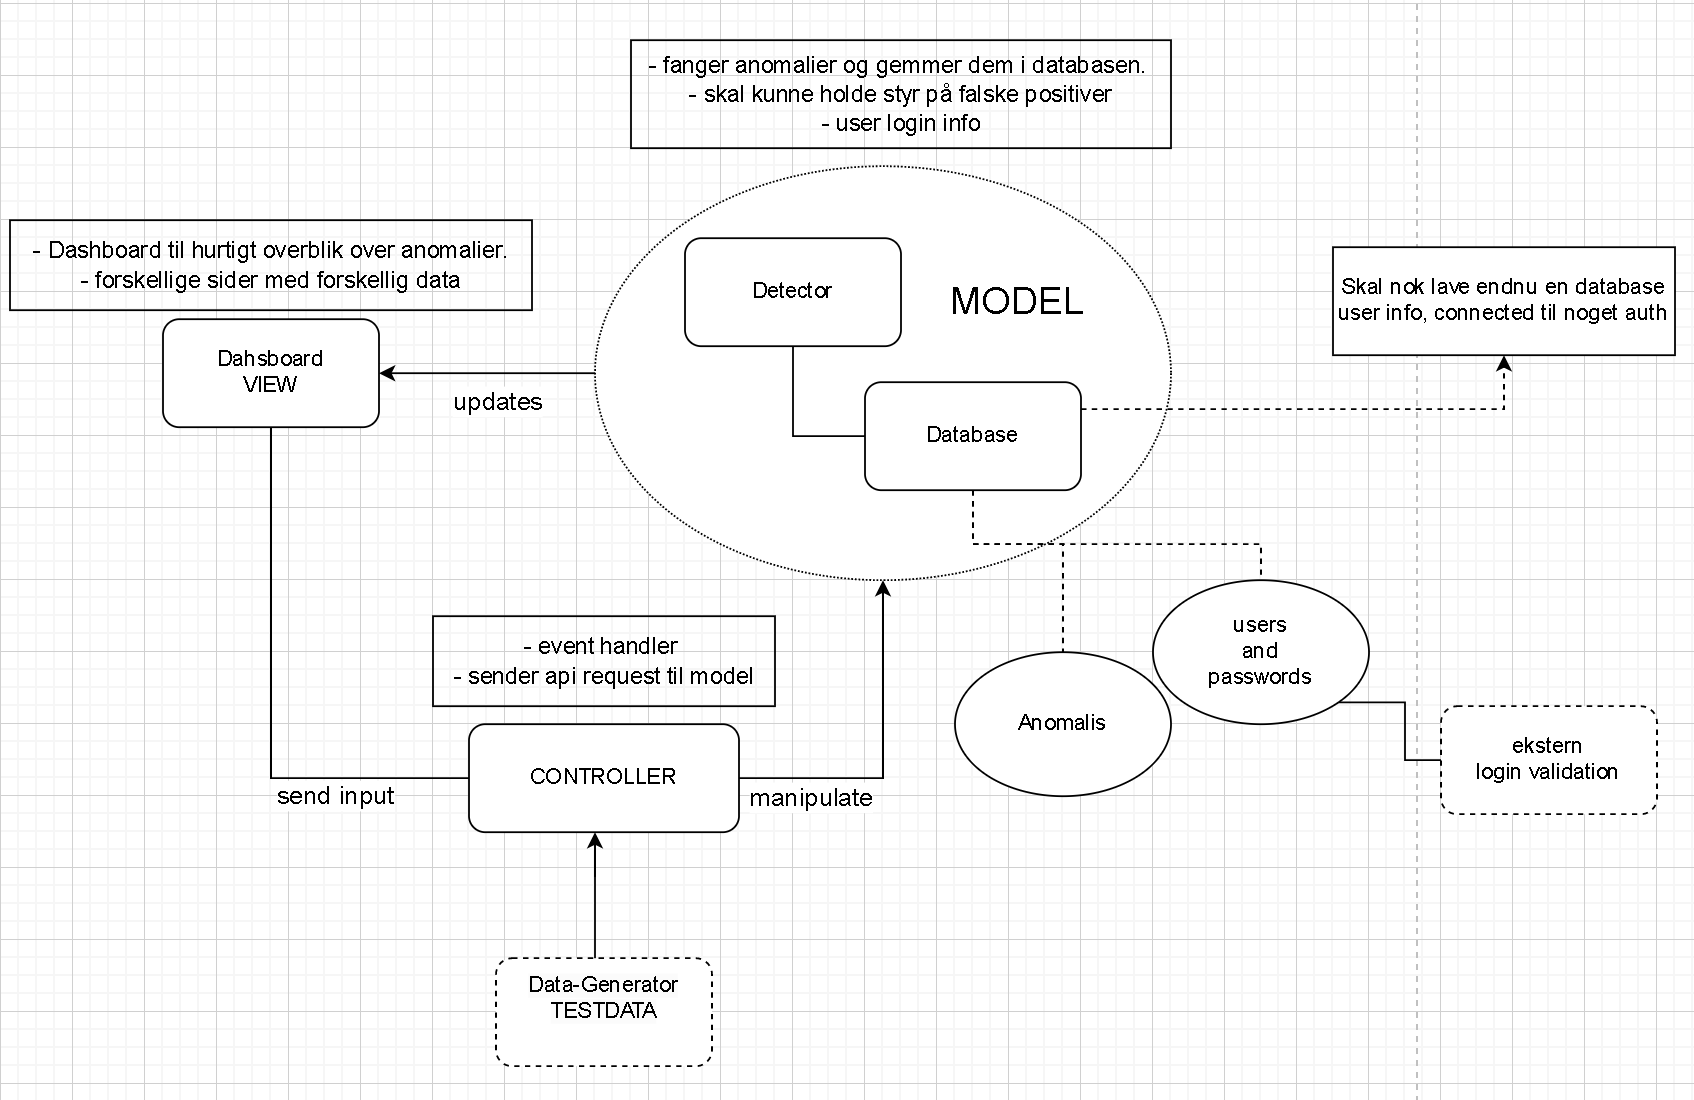 - fanger anomalier og gemmer dem i databasen.
- skal kunne holde styr på falske positiver
- user login info
- Dashboard til hurtigt overblik over anomalier.
- forskellige sider med forskellig data
Detector
MODEL
Skal nok lave endnu en database
user info, connected til noget auth
Dahsboard
VIEW
updates
Database
- event handler
- sender api request til model
users
and
passwords
Anomalis
ekstern
login validation
CONTROLLER
send input
manipulate
Data-Generator
TESTDATA